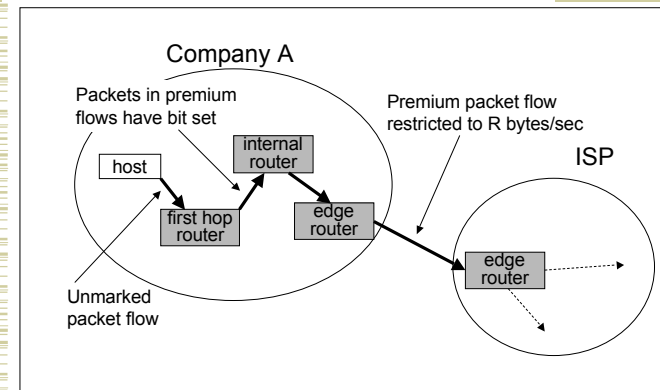 Company A
Packets in premium
flows have bit set
Premium packet flow
restricted to R bytes/sec
ISP
internal
router
host
first hop
router
edge
router
edge
router
Unmarked
packet flow